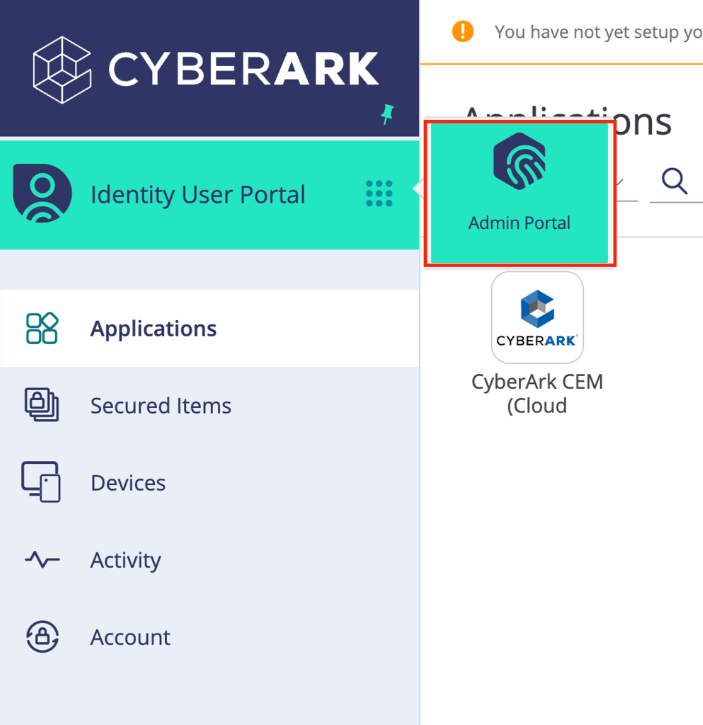 CYBERARK
You have not yet setup yo
Applications
Identity User Portal
Admin Portal
Applications
CYBERARK
Secured Items
CyberArk CEM
(Cloud
Devices
Activity
Account